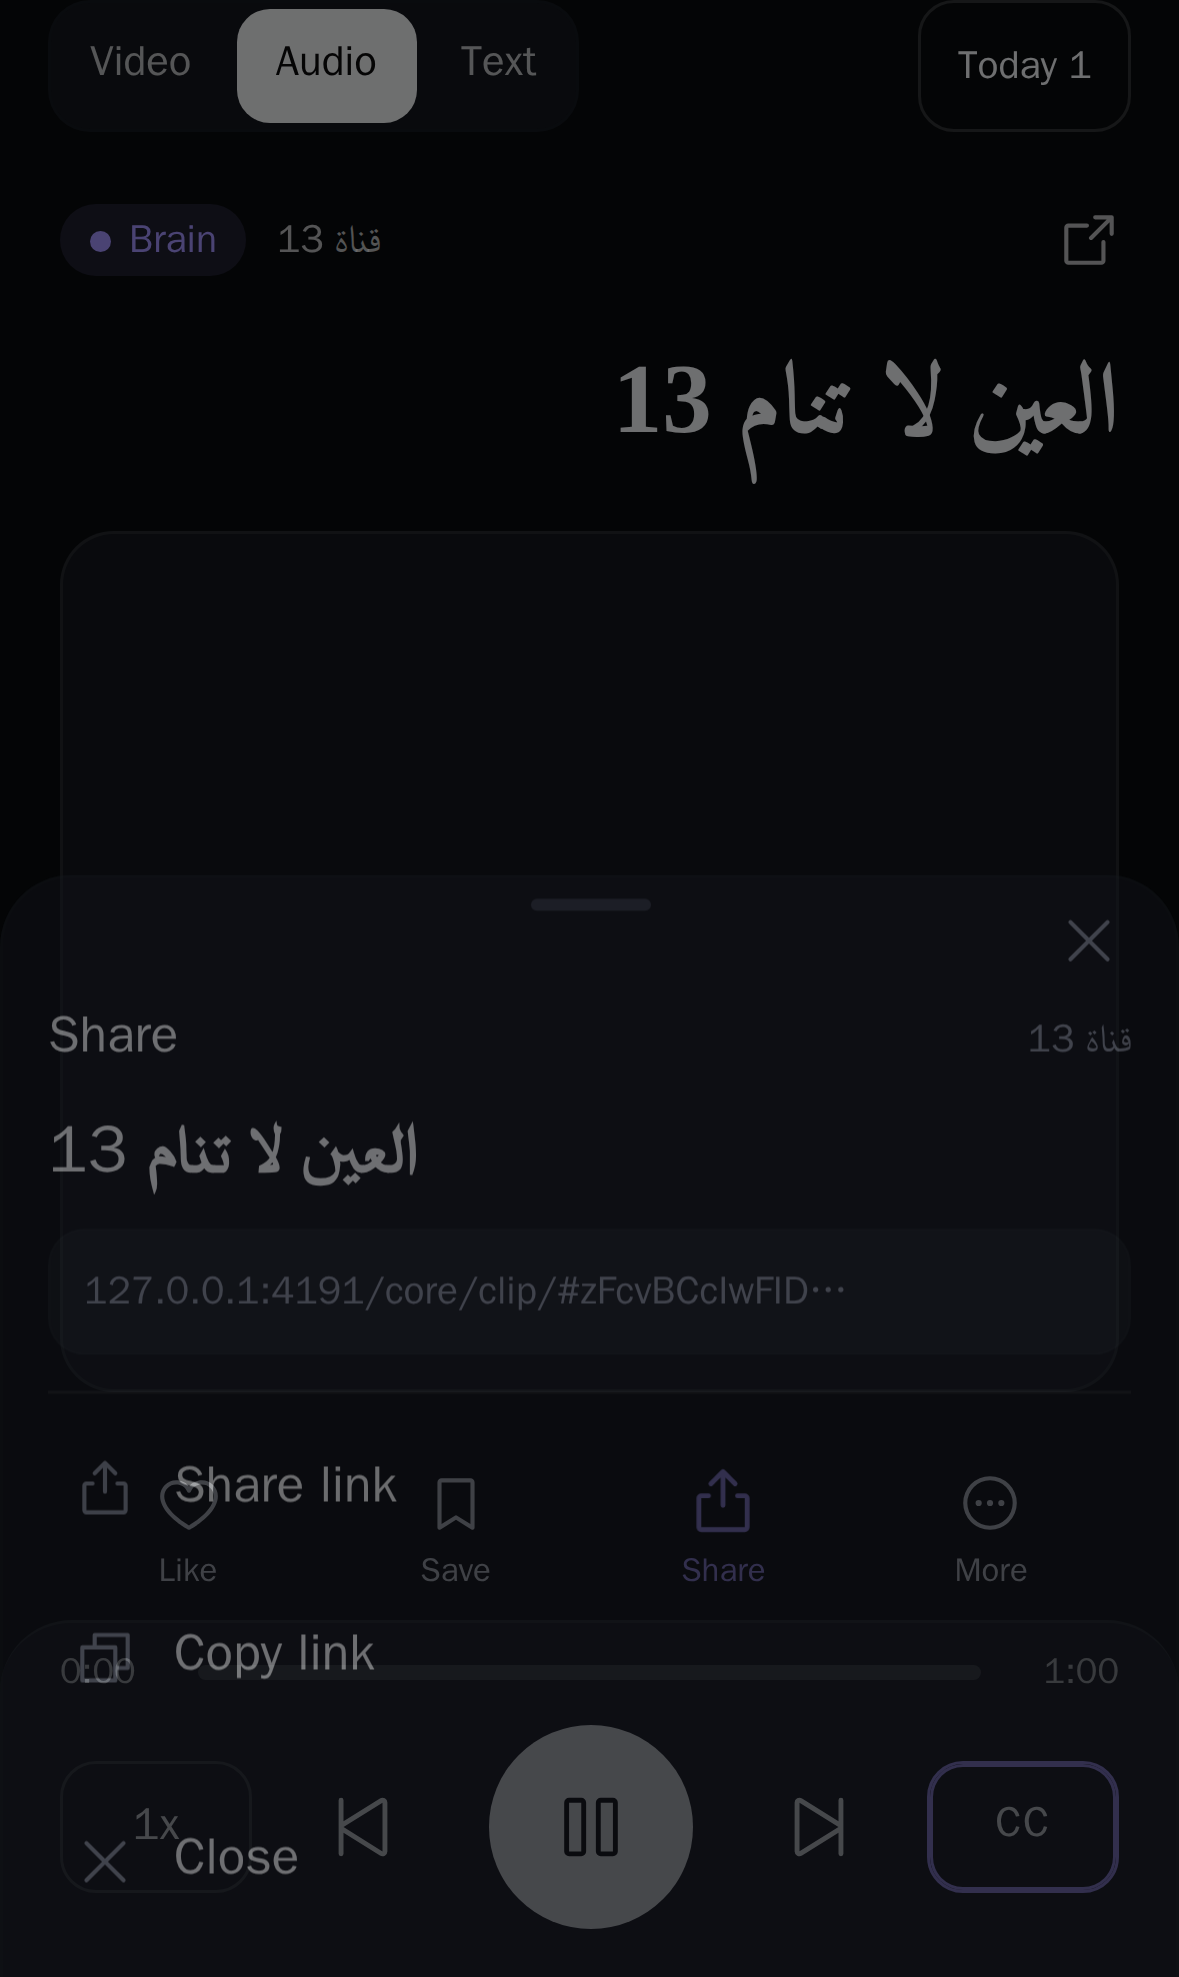 Video Audio Text Today 1
Brain قناة 13
العين لا تنام 13
Share قناة 13
العين لا تنام 13
127.0.0.1:4191/core/clip/#zFcvBCcIwFID…
Share link
Like Save Share More
Copy link
0:00 1:00
1x CC
Close